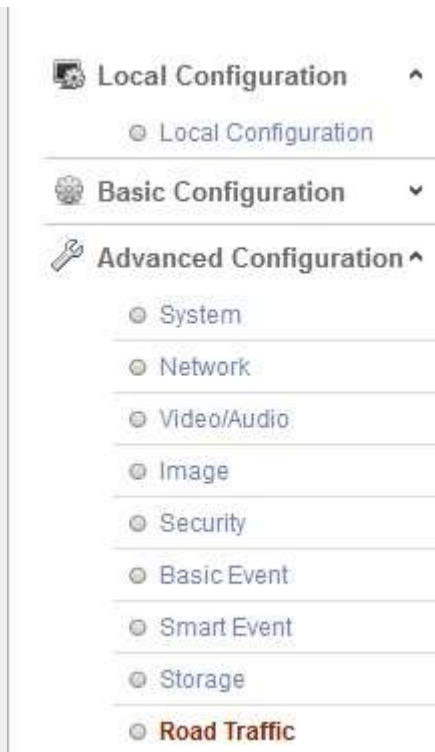 Local Configuration
Local Configuration
Basic Configuration
Advanced Configuration
System
Network
Video/Audio
Image
Security
Basic Event
Smart Event
Storage
Road Traffic